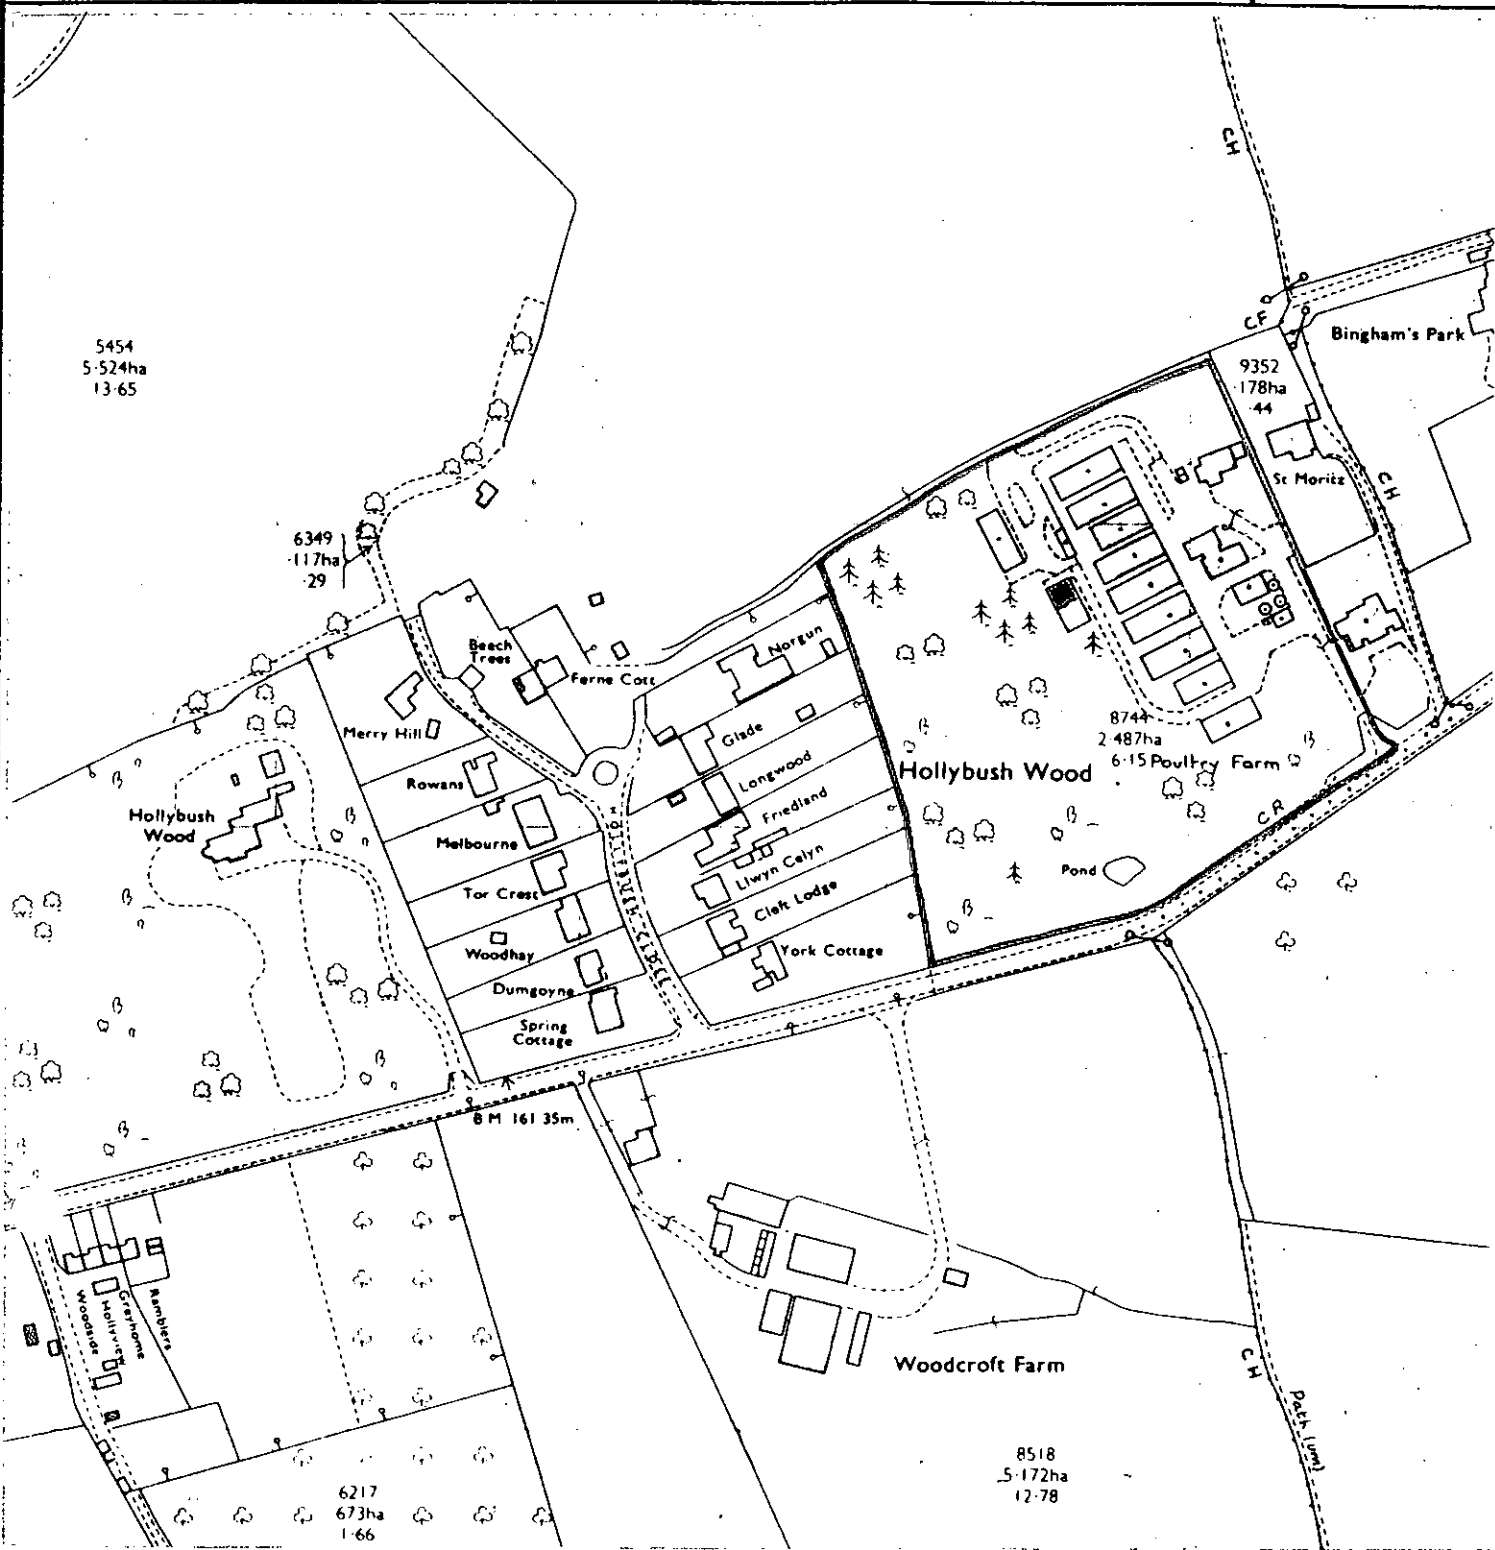 CH
CF
Bingham's Park
5454
5·524ha
13·65
9352
·178ha
·44
St Moritz
CH
6349
·117ha
·29
Beech
Trees
Ferne Cott
Norgun
Merry Hill
Glade
8744
2·487ha
6·15 Poultry Farm
Hollybush Wood
Rowans
Longwood
Hollybush
Wood
Friedland
CR
Melbourne
HOLLYBUSH RIDE
Llwyn Celyn
Pond
Tor Crest
Cleft Lodge
Woodhay
York Cottage
Dumgoyne
Spring
Cottage
B M 161 35m
Woodside
Hollyview
Greyhome
Ramblers
Woodcroft Farm
CH
Path (um)
8518
5·172ha
12·78
6217
673ha
1·66